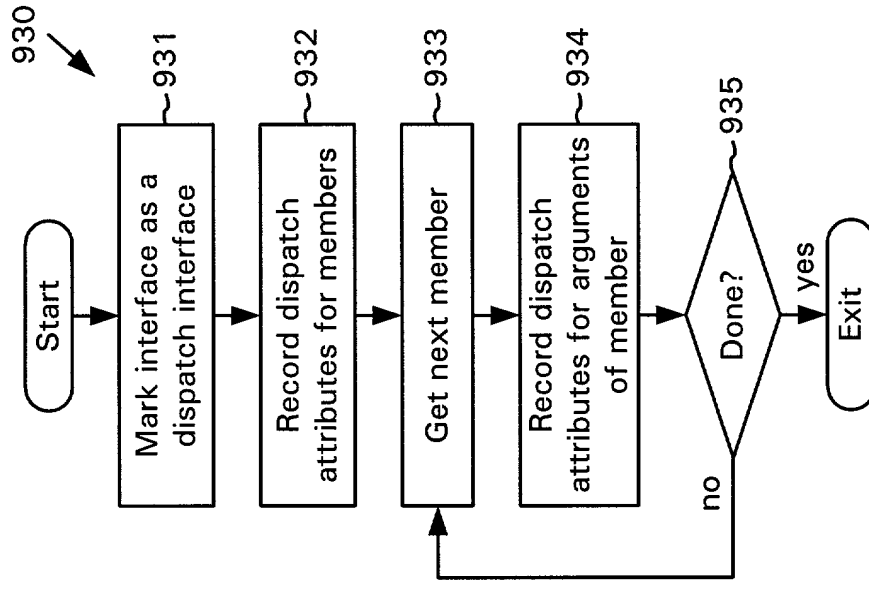 930
Start
Mark interface as a
dispatch interface
931
Record dispatch
attributes for members
932
Get next member
933
Record dispatch
attributes for arguments
of member
934
Done?
935
no
yes
Exit